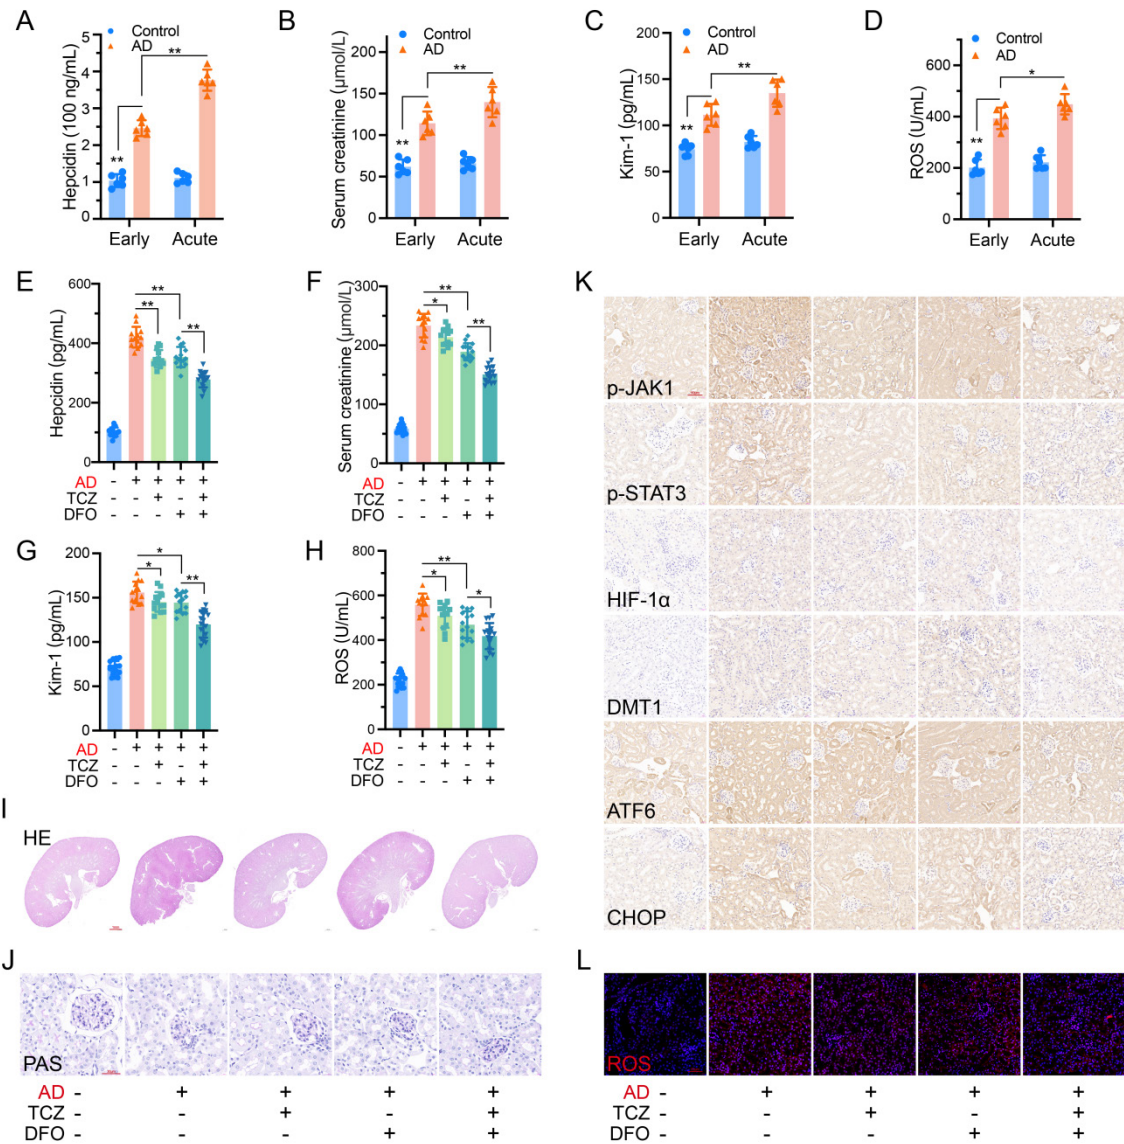 A
Control
AD
Hepcidin (100 ng/mL)
5
4
3
2
1
0
**
**
Early Acute
B
Control
AD
Serum creatinine (μmol/L)
200
150
100
50
0
**
**
Early Acute
C
Control
AD
Kim-1 (pg/mL)
200
150
100
50
0
**
**
Early Acute
D
Control
AD
ROS (U/mL)
600
400
200
0
**
*
Early Acute
E
Hepcidin (pg/mL)
600
400
300
200
0
**
**
**
AD - + + + +
TCZ - - + - +
DFO - - - + +
F
Serum creatinine (μmol/L)
300
200
100
0
**
*
**
AD - + + + +
TCZ - - + - +
DFO - - - + +
G
Kim-1 (pg/mL)
200
150
100
50
0
*
*
**
AD - + + + +
TCZ - - + - +
DFO - - - + +
H
ROS (U/mL)
800
600
400
200
0
**
*
*
AD - + + + +
TCZ - - + - +
DFO - - - + +
I
HE
J
PAS
AD - + + + +
TCZ - - + - +
DFO - - - + +
K
p-JAK1
p-STAT3
HIF-1α
DMT1
ATF6
CHOP
L
ROS
AD - + + + +
TCZ - - + - +
DFO - - - + +